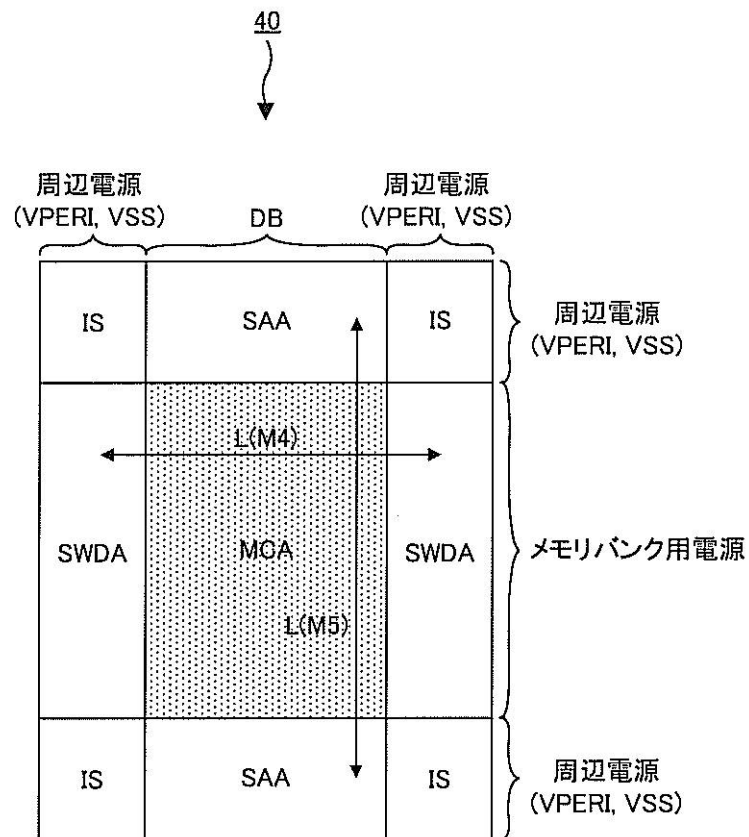 40
周辺電源
(VPERI, VSS)
DB
周辺電源
(VPERI, VSS)
IS
SAA
IS
周辺電源
(VPERI, VSS)
L(M4)
SWDA
MCA
SWDA
メモリバンク用電源
L(M5)
IS
SAA
IS
周辺電源
(VPERI, VSS)